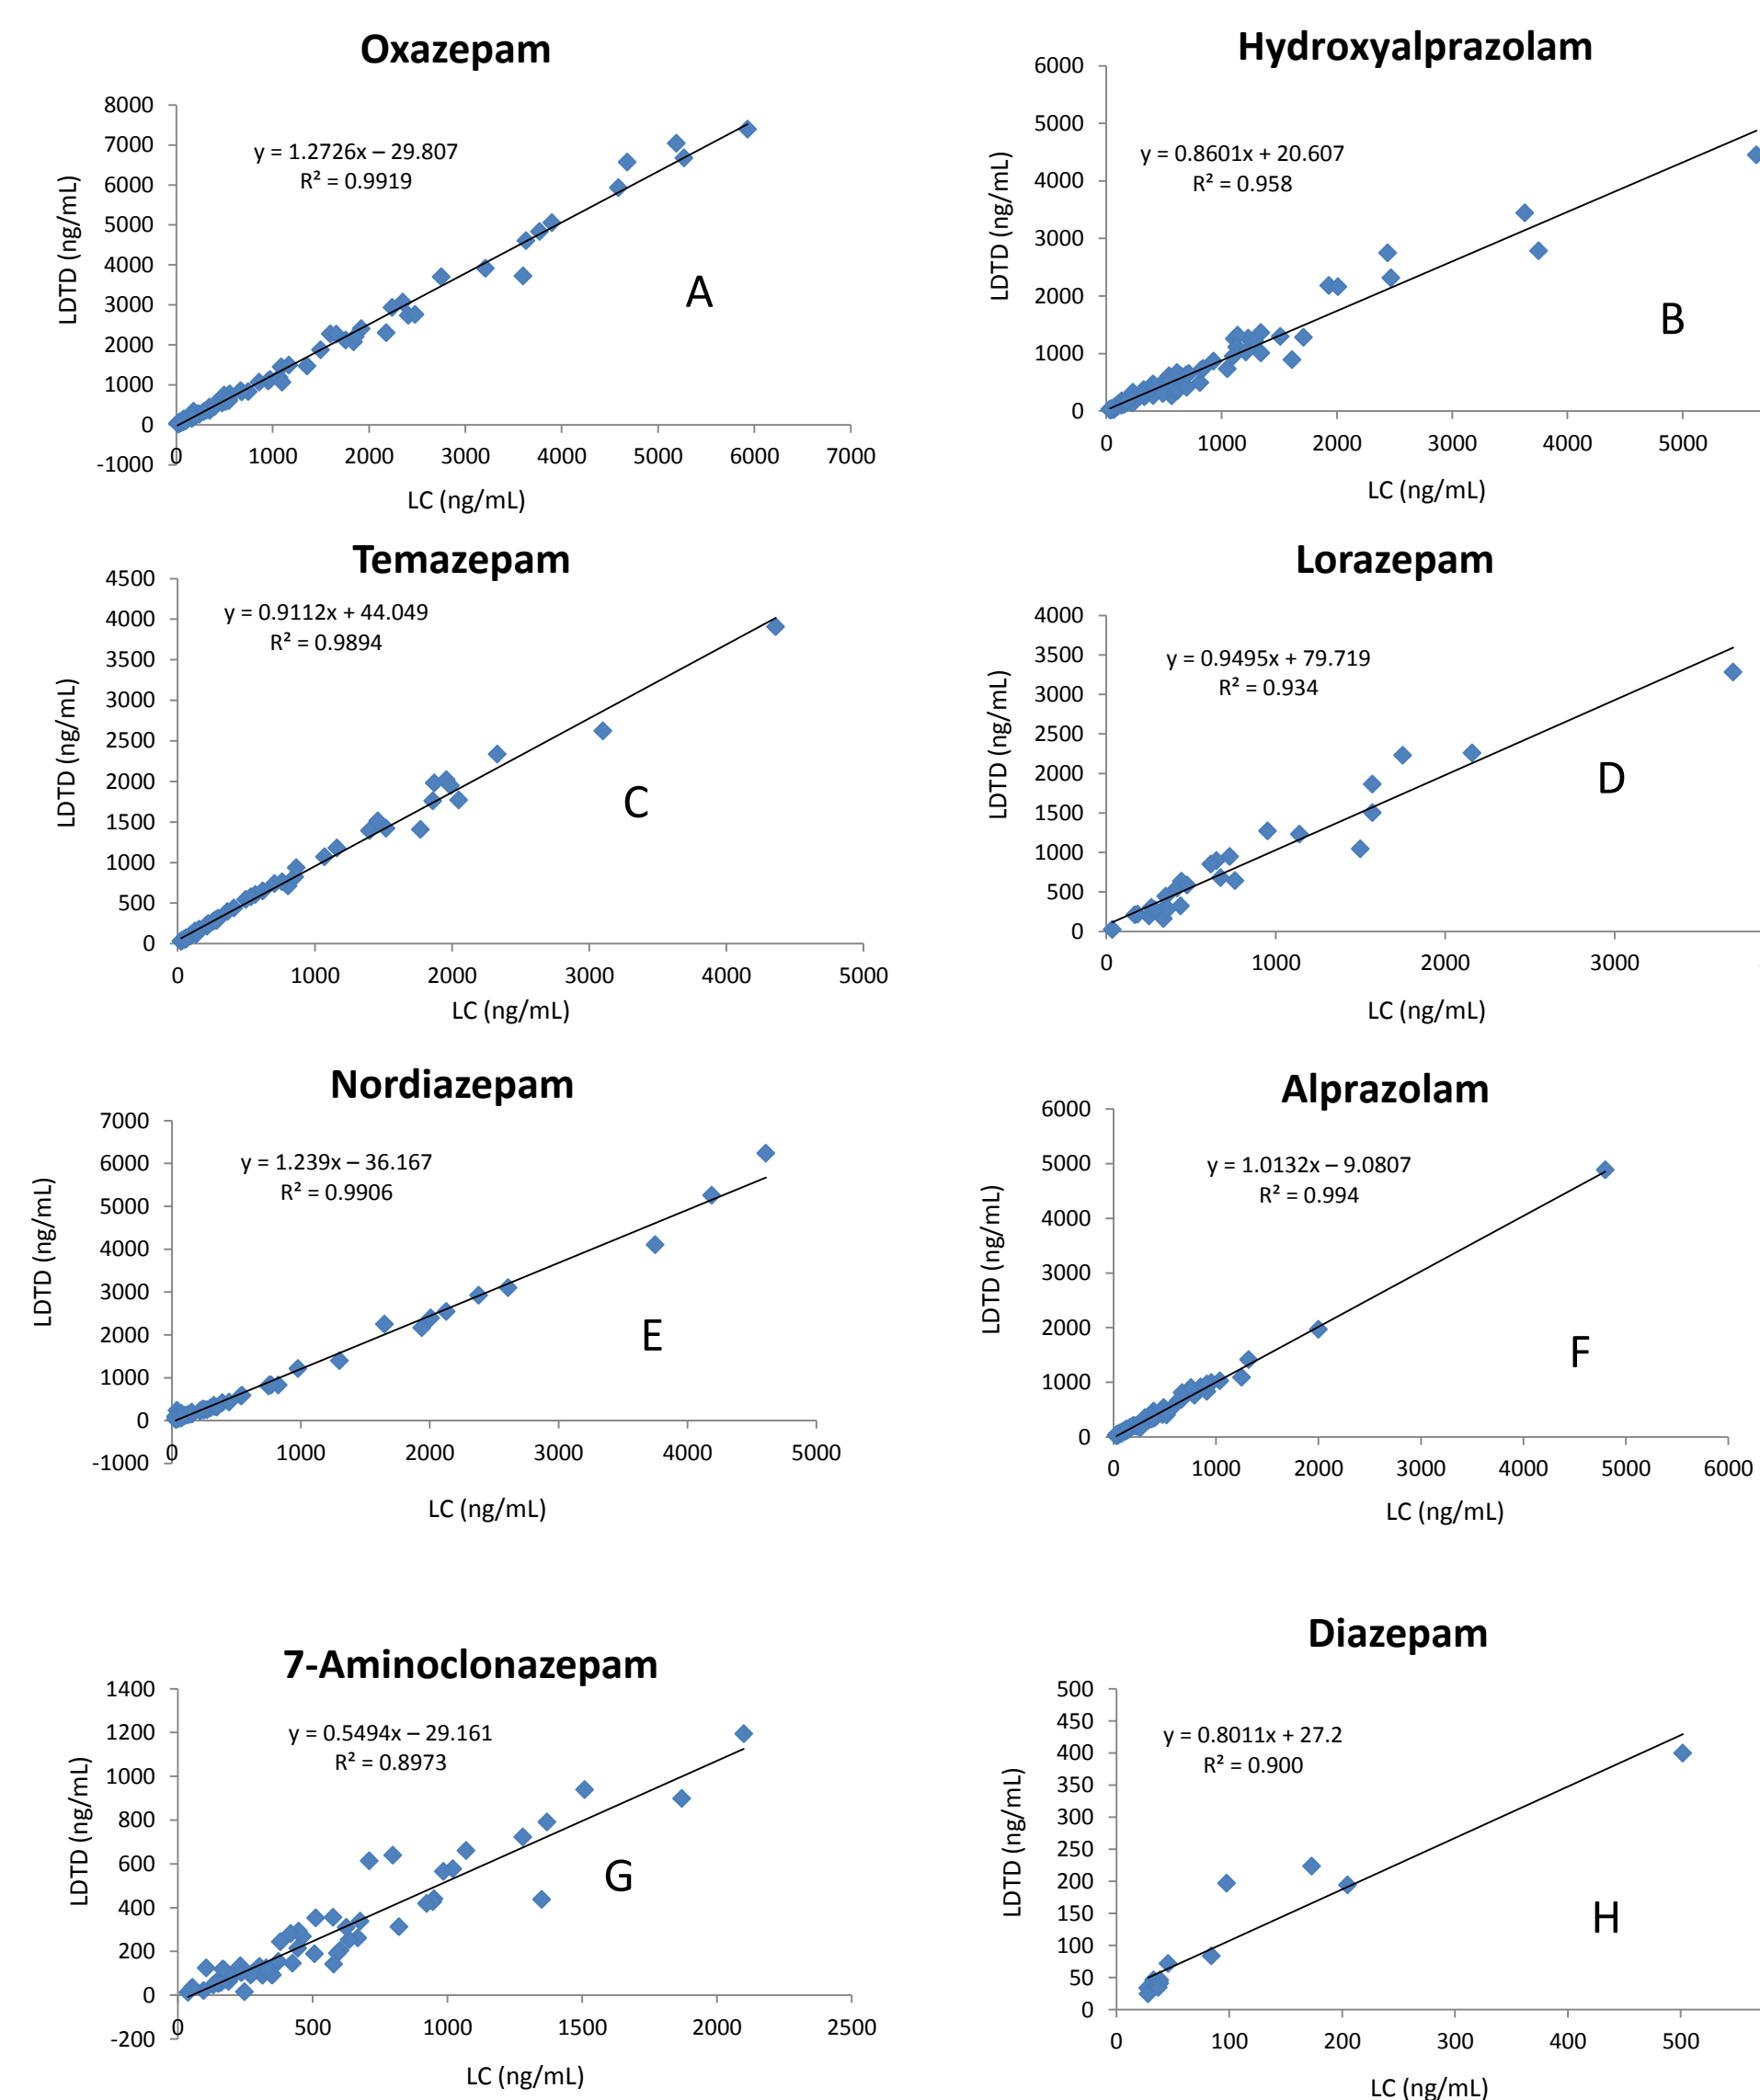 Oxazepam
8000
7000
6000
5000
4000
3000
2000
1000
0
-1000
y = 1.2726x – 29.807
R² = 0.9919
A
LDTD (ng/mL)
0 1000 2000 3000 4000 5000 6000 7000
LC (ng/mL)
Hydroxyalprazolam
6000
5000
4000
3000
2000
1000
0
y = 0.8601x + 20.607
R² = 0.958
B
LDTD (ng/mL)
0 1000 2000 3000 4000 5000
LC (ng/mL)
Temazepam
4500
4000
3500
3000
2500
2000
1500
1000
500
0
y = 0.9112x + 44.049
R² = 0.9894
C
LDTD (ng/mL)
0 1000 2000 3000 4000 5000
LC (ng/mL)
Lorazepam
4000
3500
3000
2500
2000
1500
1000
500
0
y = 0.9495x + 79.719
R² = 0.934
D
LDTD (ng/mL)
0 1000 2000 3000
LC (ng/mL)
Nordiazepam
7000
6000
5000
4000
3000
2000
1000
0
-1000
y = 1.239x – 36.167
R² = 0.9906
E
LDTD (ng/mL)
0 1000 2000 3000 4000 5000
LC (ng/mL)
Alprazolam
6000
5000
4000
3000
2000
1000
0
y = 1.0132x – 9.0807
R² = 0.994
F
LDTD (ng/mL)
0 1000 2000 3000 4000 5000 6000
LC (ng/mL)
7-Aminoclonazepam
1400
1200
1000
800
600
400
200
0
-200
y = 0.5494x – 29.161
R² = 0.8973
G
LDTD (ng/mL)
0 500 1000 1500 2000 2500
LC (ng/mL)
Diazepam
500
450
400
350
300
250
200
150
100
50
0
y = 0.8011x + 27.2
R² = 0.900
H
LDTD (ng/mL)
0 100 200 300 400 500
LC (ng/mL)